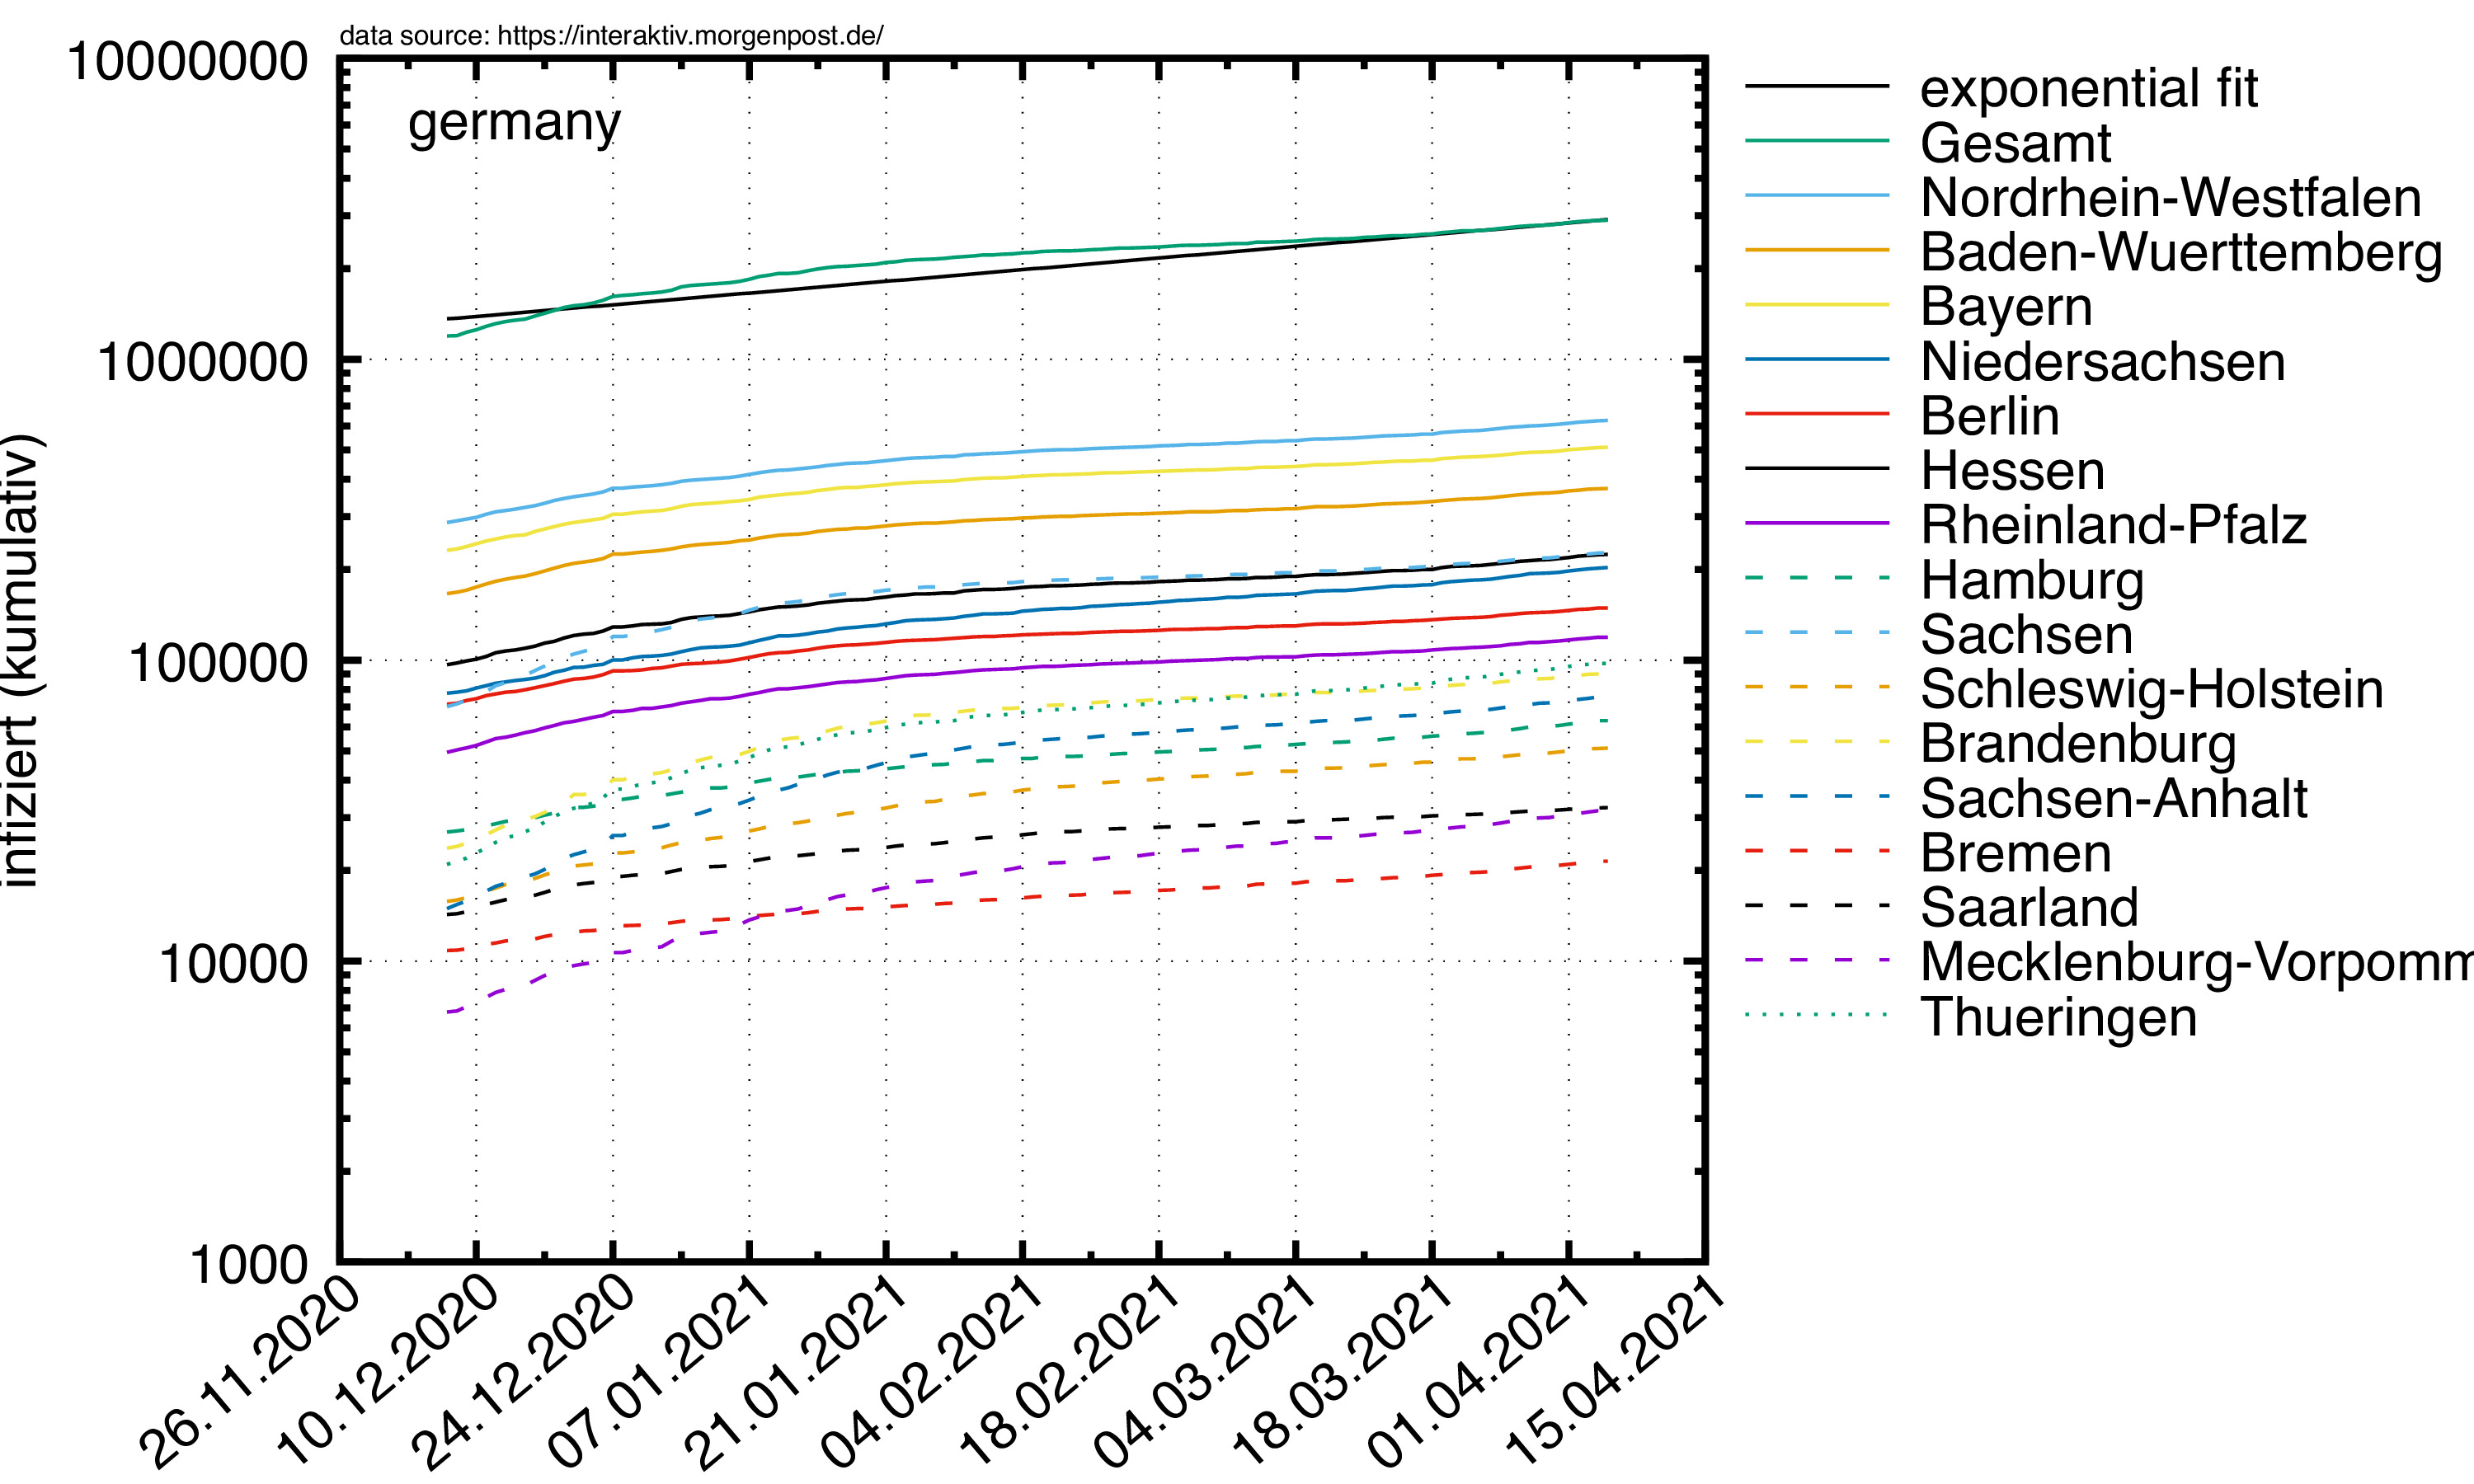 data source: https://interaktiv.morgenpost.de/
germany
infiziert (kumulativ)
10000000
1000000
100000
10000
1000
26.11.2020
10.12.2020
24.12.2020
07.01.2021
21.01.2021
04.02.2021
18.02.2021
04.03.2021
18.03.2021
01.04.2021
15.04.2021
exponential fit
Gesamt
Nordrhein-Westfalen
Baden-Wuerttemberg
Bayern
Niedersachsen
Berlin
Hessen
Rheinland-Pfalz
Hamburg
Sachsen
Schleswig-Holstein
Brandenburg
Sachsen-Anhalt
Bremen
Saarland
Mecklenburg-Vorpomm
Thueringen